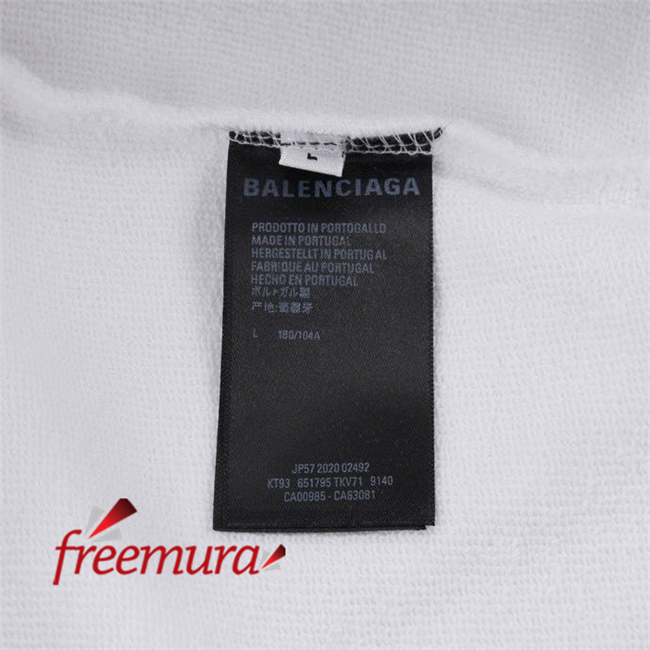 L
BALENCIAGA
PRODOTTO IN PORTOGALLO
MADE IN PORTUGAL
HERGESTELLT IN PORTUGAL
FABRIQUE AU PORTUGAL
HECHO EN PORTUGAL
ポルトガル製
产地:葡萄牙
L 180/104A
JP57 2020 02492
KT93 651795 TKV71 9140
CA00985 - CA63081
freemura